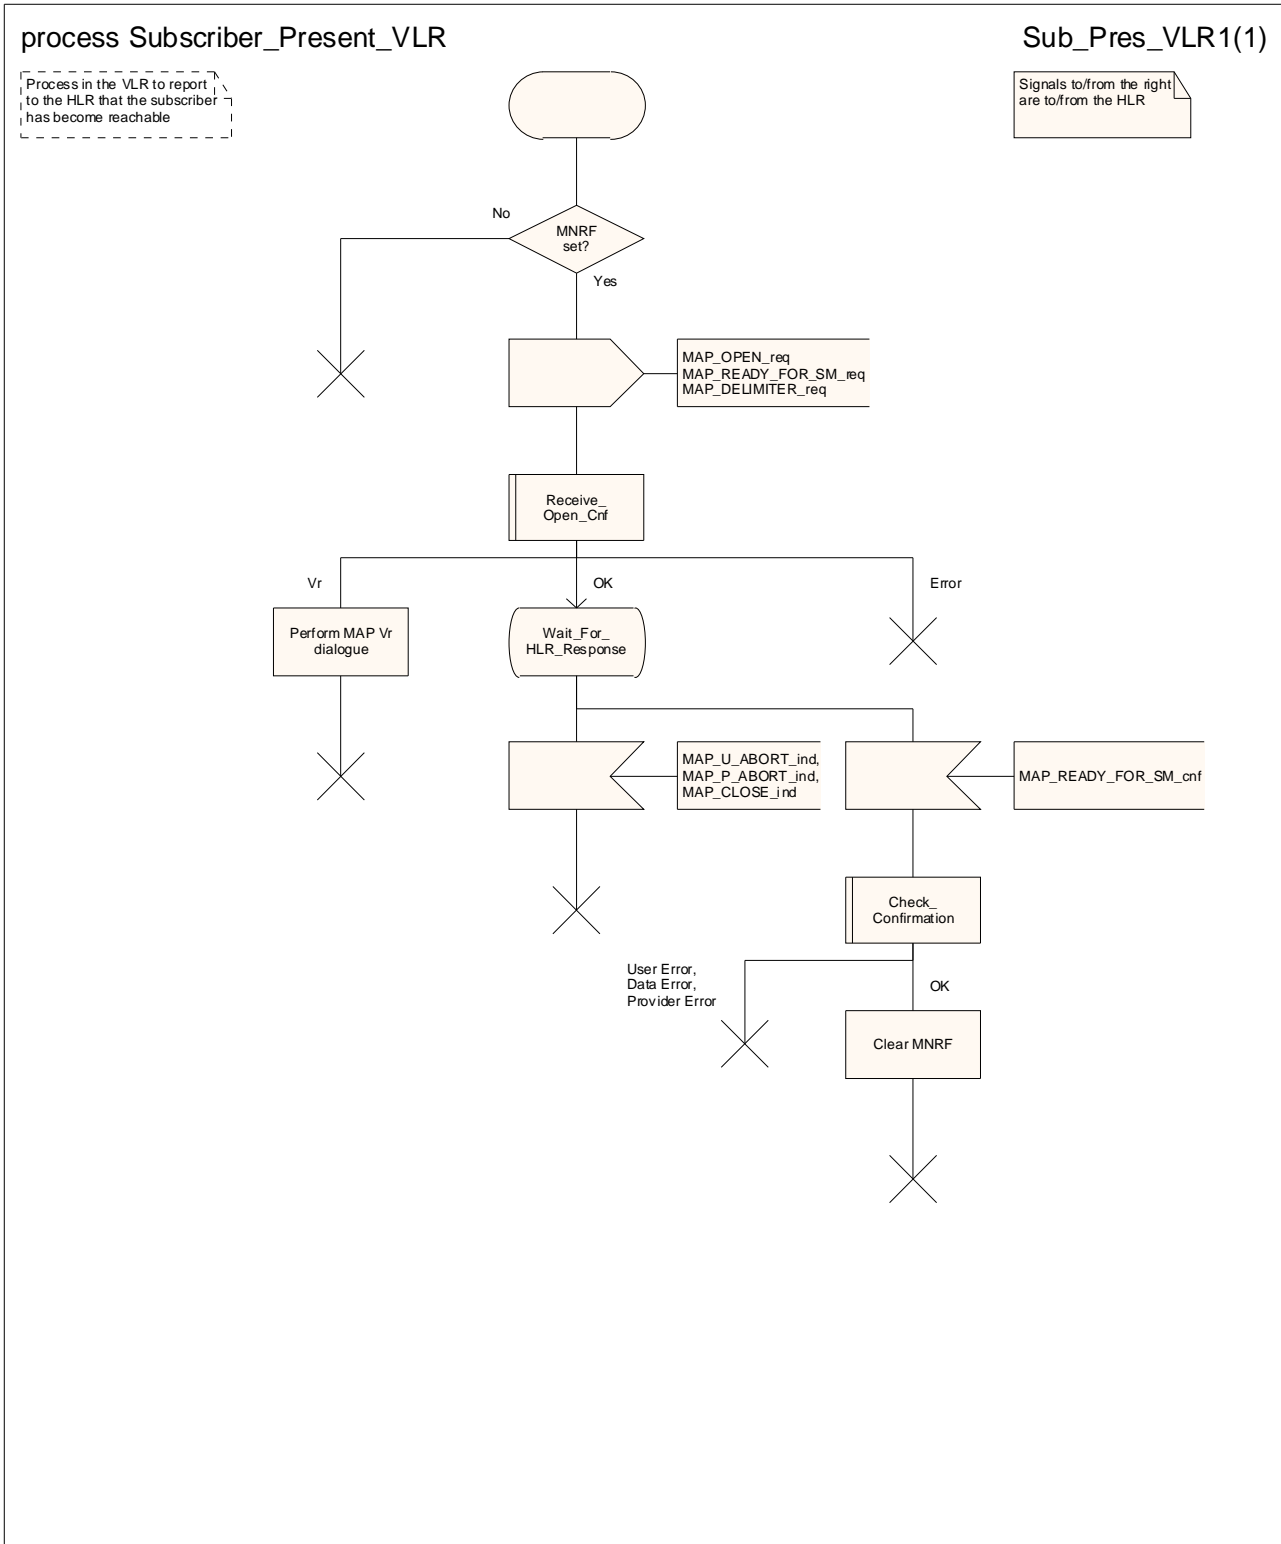 process Subscriber_Present_VLR
Sub_Pres_VLR1(1)
Process in the VLR to report
to the HLR that the subscriber
has become reachable
Signals to/from the right
are to/from the HLR
No
MNRF
set?
Yes
MAP_OPEN_req
MAP_READY_FOR_SM_req
MAP_DELIMITER_req
Receive_
Open_Cnf
Vr
OK
Error
Perform MAP Vr
dialogue
Wait_For_
HLR_Response
MAP_U_ABORT_ind,
MAP_P_ABORT_ind,
MAP_CLOSE_ind
MAP_READY_FOR_SM_cnf
Check_
Confirmation
User Error,
Data Error,
Provider Error
OK
Clear MNRF